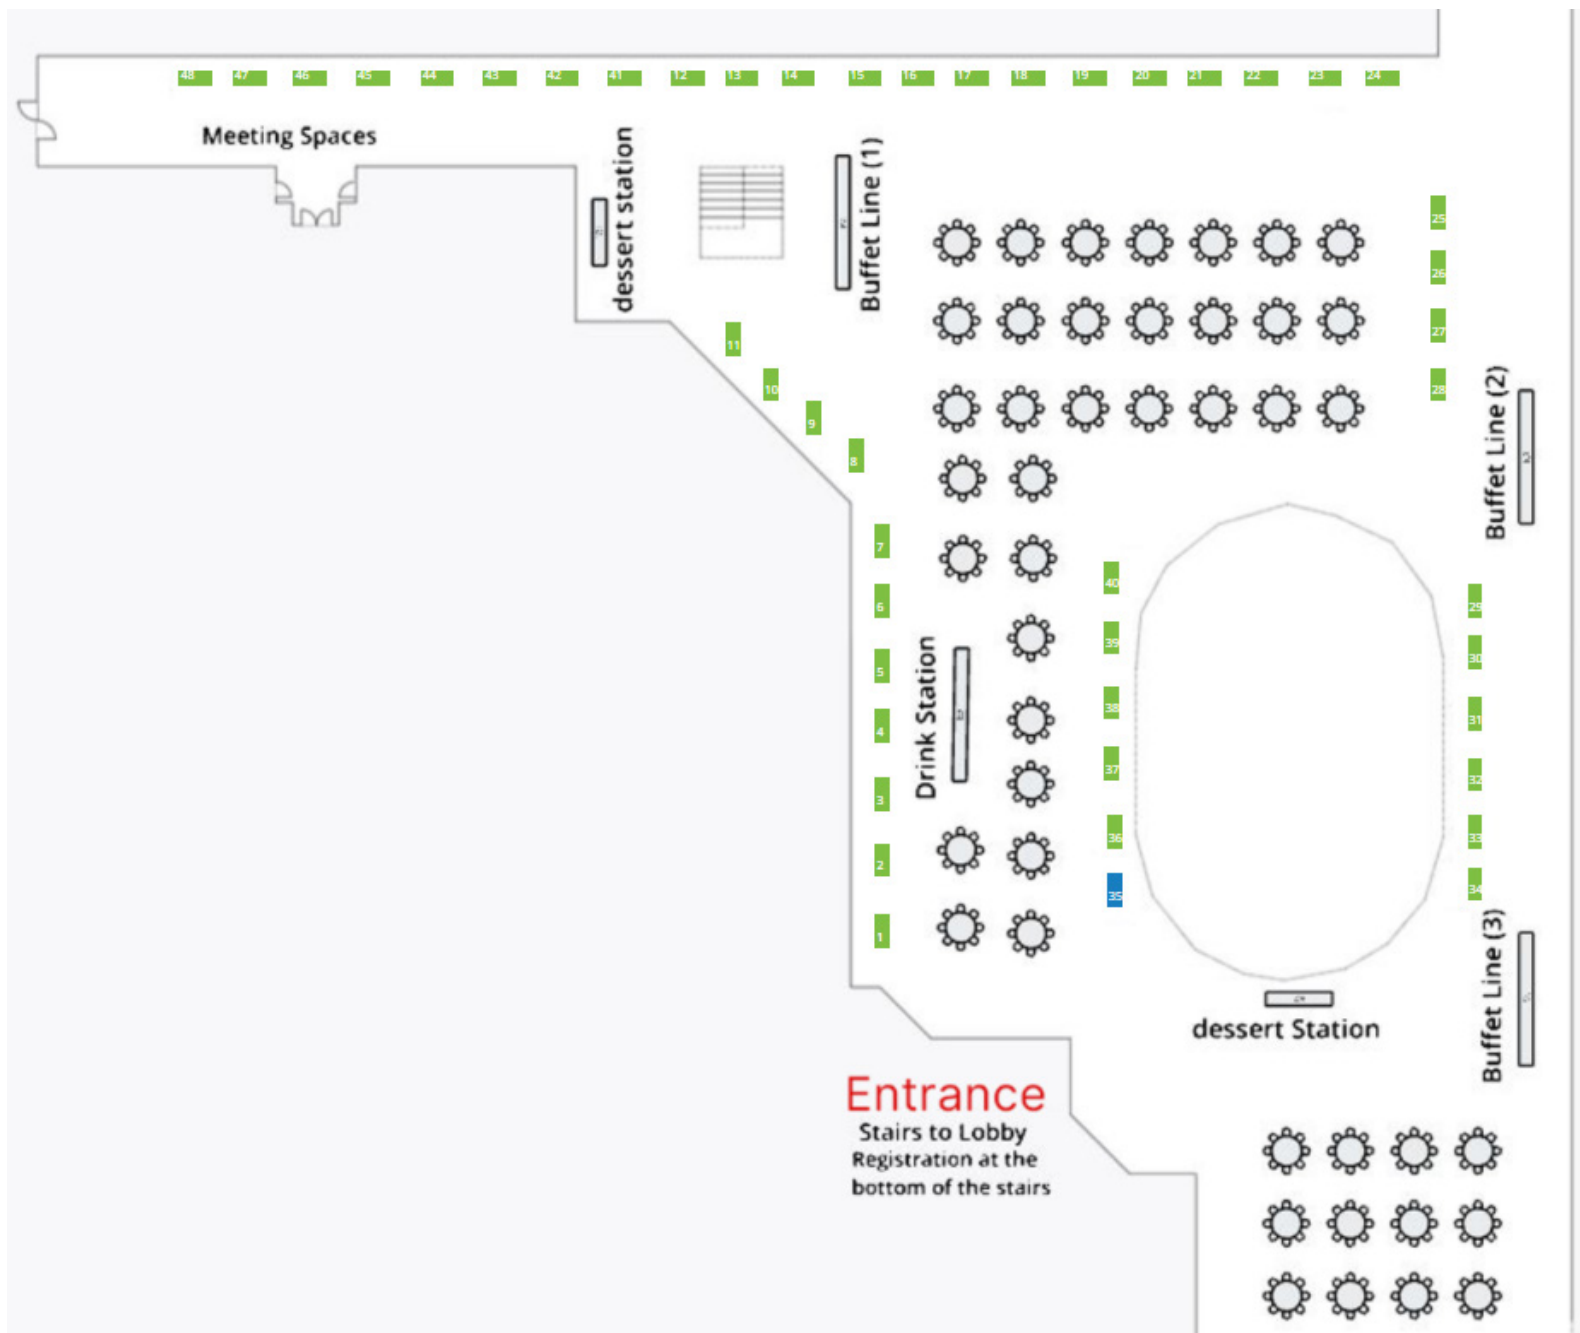 48 47 46 45 44 43 42 41 12 13 14 15 16 17 18 19 20 21 22 23 24
Meeting Spaces
dessert station
Buffet Line (1)
25
26
27
28
11
10
9
8
Buffet Line (2)
7
6
5
4
3
2
1
Drink Station
40
39
38
37
36
35
29
30
31
32
33
34
Buffet Line (3)
dessert Station
Entrance
Stairs to Lobby
Registration at the
bottom of the stairs